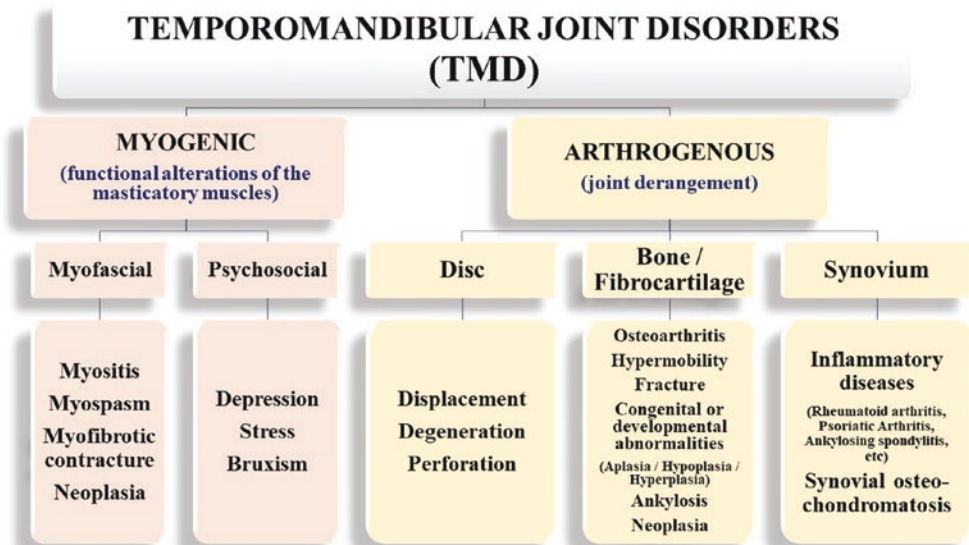 TEMPOROMANDIBULAR JOINT DISORDERS
(TMD)
MYOGENIC
(functional alterations of the
masticatory muscles)
ARTHROGENOUS
(joint derangement)
Myofascial
Psychosocial
Disc
Bone /
Fibrocartilage
Synovium
Myositis
Myospasm
Myofibrotic
contracture
Neoplasia
Depression
Stress
Bruxism
Displacement
Degeneration
Perforation
Osteoarthritis
Hypermobility
Fracture
Congenital or
developmental
abnormalities
(Aplasia / Hypoplasia /
Hyperplasia)
Ankylosis
Neoplasia
Inflammatory
diseases
(Rheumatoid arthritis,
Psoriatic Arthritis,
Ankylosing spondylitis,
etc)
Synovial osteo-
chondromatosis